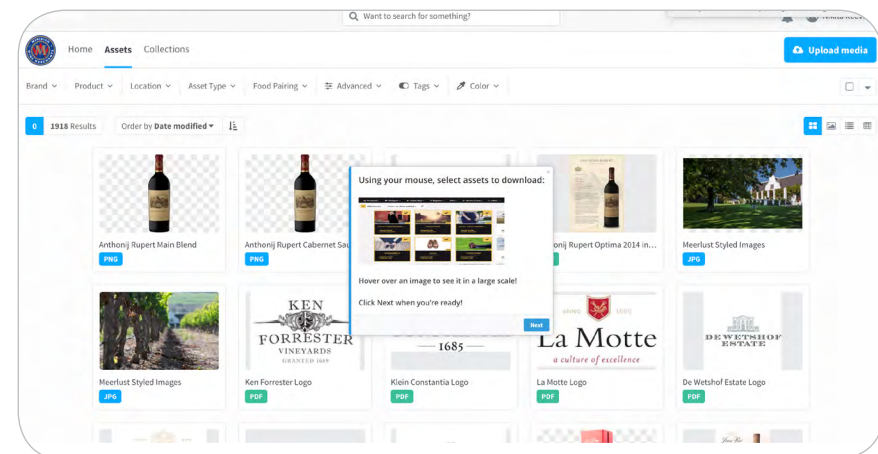 Want to search for something?
Home Assets Collections
Upload media
Brand Product Location Asset Type Food Pairing Advanced Tags Color
0 1918 Results Order by Date modified
Using your mouse, select assets to download:
Hover over an image to see it in a large scale!
Click Next when you're ready!
Next
Anthonij Rupert Main Blend
PNG
Anthonij Rupert Cabernet Sau
PNG
onij Rupert Optima 2014 in...
Meerlust Styled Images
JPG
KEN
FORRESTER
VINEYARDS
GRANTED 1689
1685
1695
La Motte
a culture of excellence
DE WETSHOF
ESTATE
Meerlust Styled Images
JPG
Ken Forrester Logo
PDF
Klein Constantia Logo
PDF
La Motte Logo
PDF
De Wetshof Estate Logo
PDF